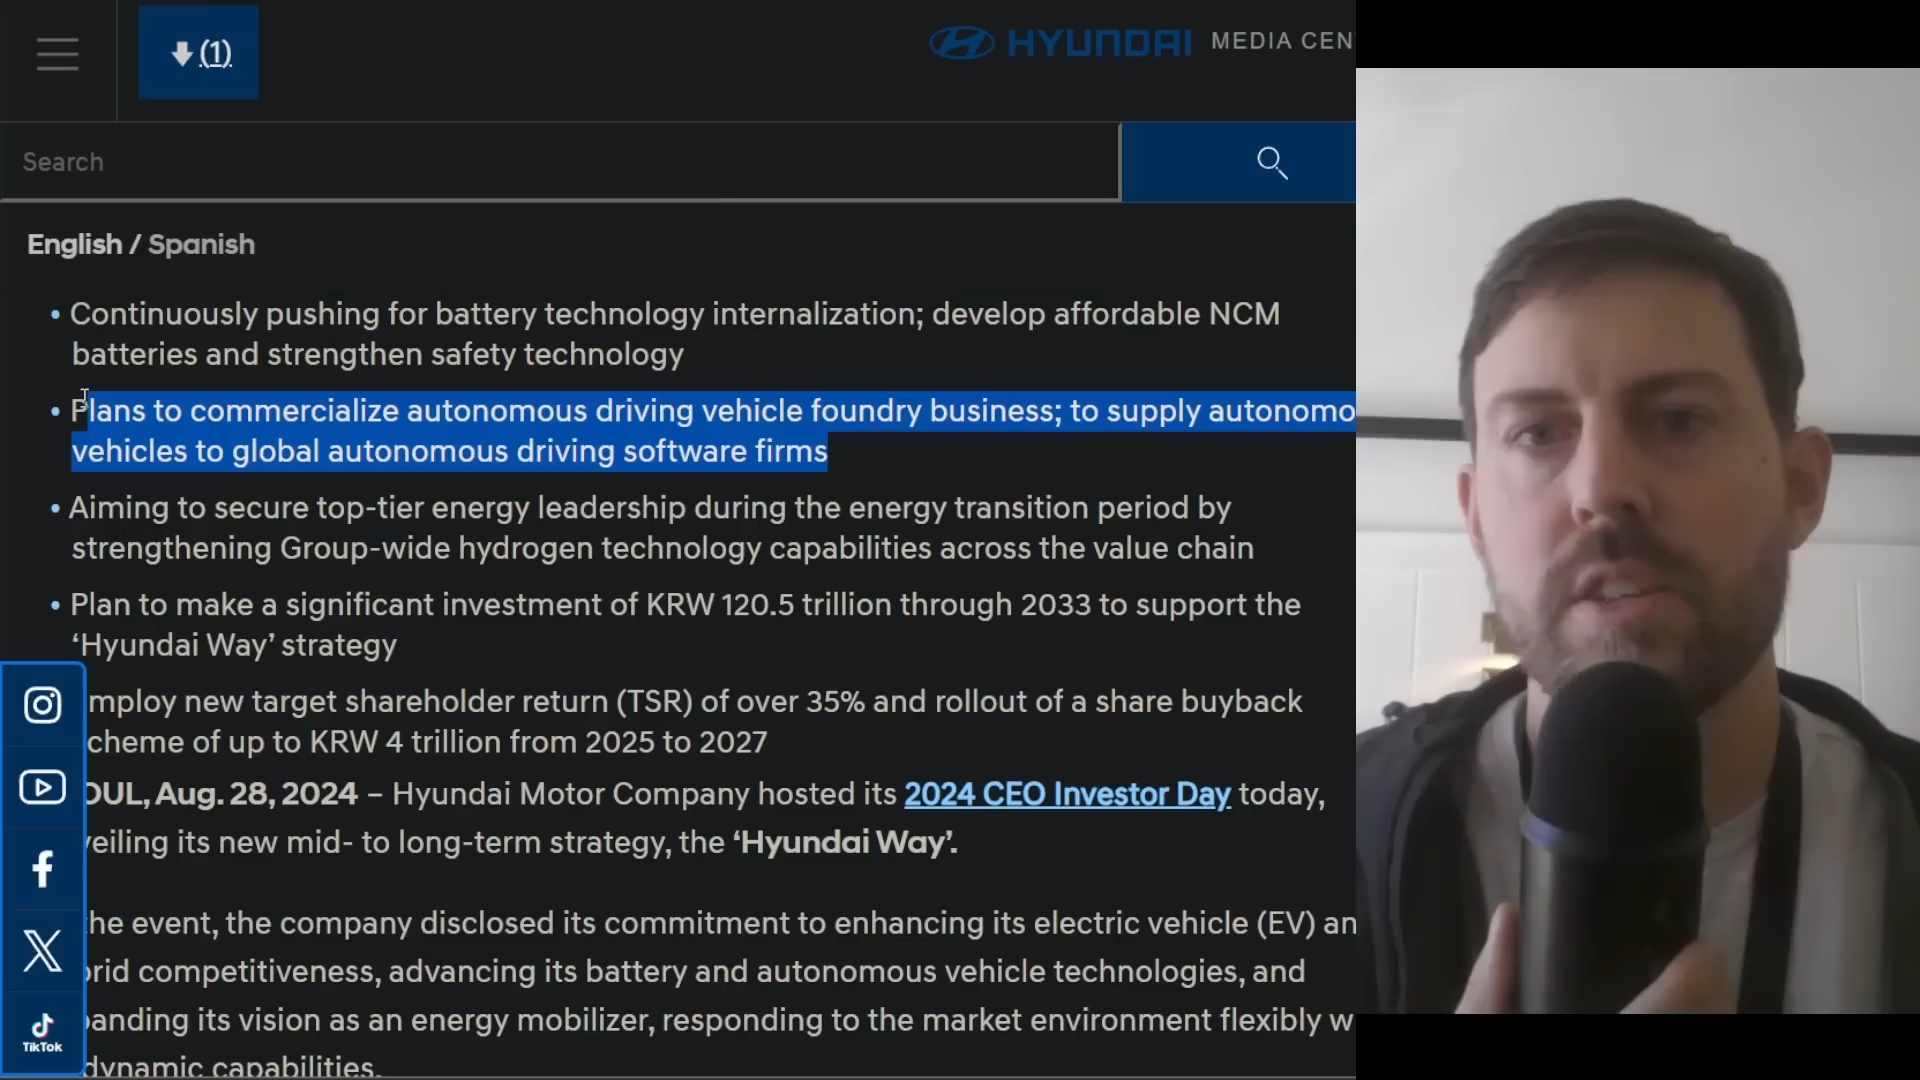 (1)
HYUNDAI MEDIA CEN
Search
English / Spanish
• Continuously pushing for battery technology internalization; develop affordable NCM
batteries and strengthen safety technology
• Plans to commercialize autonomous driving vehicle foundry business; to supply autonomo
vehicles to global autonomous driving software firms
• Aiming to secure top-tier energy leadership during the energy transition period by
strengthening Group-wide hydrogen technology capabilities across the value chain
• Plan to make a significant investment of KRW 120.5 trillion through 2033 to support the
‘Hyundai Way’ strategy
mploy new target shareholder return (TSR) of over 35% and rollout of a share buyback
cheme of up to KRW 4 trillion from 2025 to 2027
OUL, Aug. 28, 2024 – Hyundai Motor Company hosted its 2024 CEO Investor Day today,
veiling its new mid- to long-term strategy, the ‘Hyundai Way’.
the event, the company disclosed its commitment to enhancing its electric vehicle (EV) an
brid competitiveness, advancing its battery and autonomous vehicle technologies, and
panding its vision as an energy mobilizer, responding to the market environment flexibly w
dynamic capabilities.
TikTok